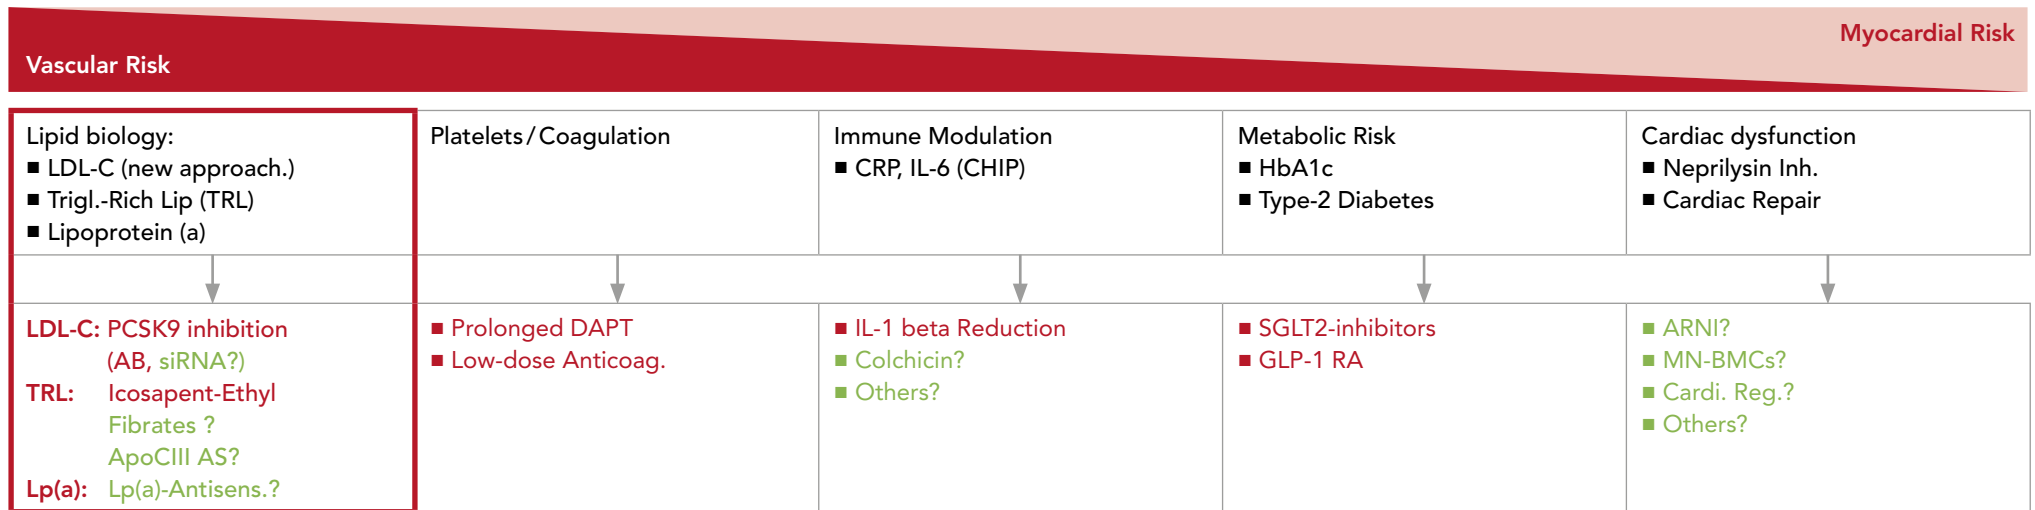 Myocardial Risk
Vascular Risk
Lipid biology:
■ LDL-C (new approach.)
■ Trigl.-Rich Lip (TRL)
■ Lipoprotein (a)
Platelets / Coagulation
Immune Modulation
■ CRP, IL-6 (CHIP)
Metabolic Risk
■ HbA1c
■ Type-2 Diabetes
Cardiac dysfunction
■ Neprilysin Inh.
■ Cardiac Repair
LDL-C: PCSK9 inhibition
(AB, siRNA?)
TRL: Icosapent-Ethyl
Fibrates ?
ApoCIII AS?
Lp(a): Lp(a)-Antisens.?
■ Prolonged DAPT
■ Low-dose Anticoag.
■ IL-1 beta Reduction
■ Colchicin?
■ Others?
■ SGLT2-inhibitors
■ GLP-1 RA
■ ARNI?
■ MN-BMCs?
■ Cardi. Reg.?
■ Others?